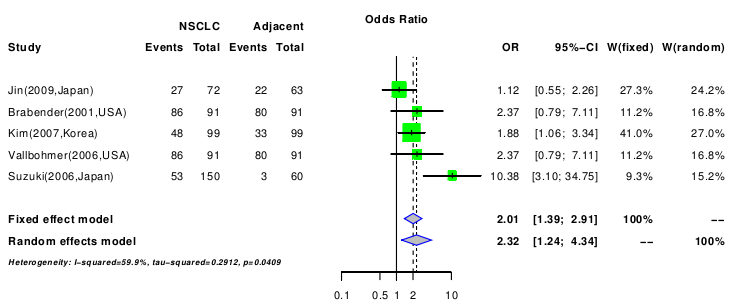 Odds Ratio
NSCLC Adjacent
Study Events Total Events Total OR 95%−CI W(fixed) W(random)
Jin(2009,Japan) 27 72 22 63 1.12 [0.55; 2.26] 27.3% 24.2%
Brabender(2001,USA) 86 91 80 91 2.37 [0.79; 7.11] 11.2% 16.8%
Kim(2007,Korea) 48 99 33 99 1.88 [1.06; 3.34] 41.0% 27.0%
Vallbohmer(2006,USA) 86 91 80 91 2.37 [0.79; 7.11] 11.2% 16.8%
Suzuki(2006,Japan) 53 150 3 60 10.38 [3.10; 34.75] 9.3% 15.2%
Fixed effect model 2.01 [1.39; 2.91] 100% −−
Random effects model 2.32 [1.24; 4.34] −− 100%
Heterogeneity: I−squared=59.9%, tau−squared=0.2912, p=0.0409
0.1 0.5 1 2 10